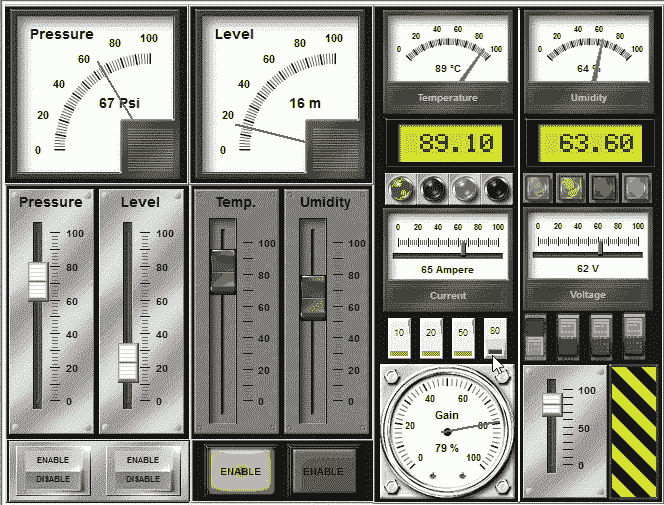 Pressure
0 20 40 60 80 100
67 Psi
Level
0 20 40 60 80 100
16 m
0 20 40 60 80 100
89 °C
Temperature
0 20 40 60 80 100
64 %
Umidity
89.10
63.60
Pressure
100
80
60
40
20
0
Level
100
80
60
40
20
0
Temp.
100
80
60
40
20
0
Umidity
100
80
60
40
20
0
0 20 40 60 80 100
65 Ampere
Current
0 20 40 60 80 100
62 V
Voltage
10 20 50 80
0 20 40 60 80 100
Gain
79 %
100
50
0
ENABLE
DISABLE
ENABLE
DISABLE
ENABLE
ENABLE